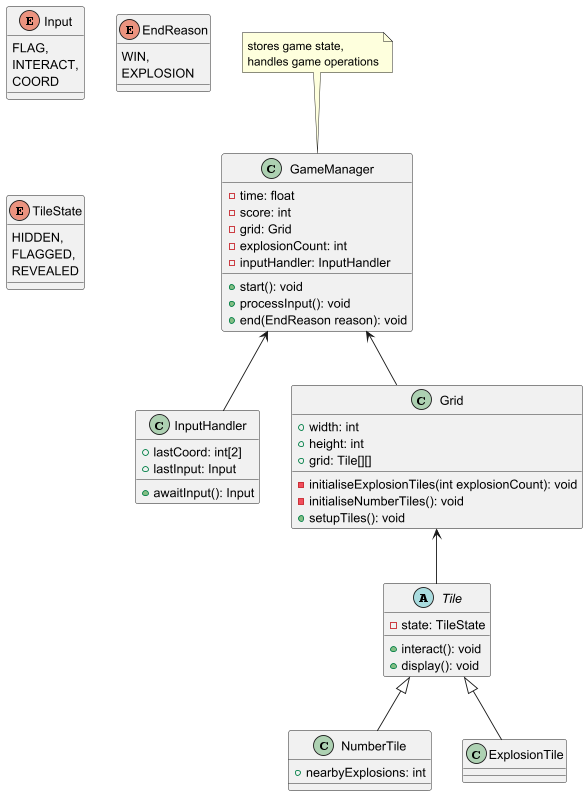 E Input
FLAG,
INTERACT,
COORD
E EndReason
WIN,
EXPLOSION
stores game state,
handles game operations
C GameManager
time: float
score: int
grid: Grid
explosionCount: int
inputHandler: InputHandler
start(): void
processInput(): void
end(EndReason reason): void
E TileState
HIDDEN,
FLAGGED,
REVEALED
C InputHandler
lastCoord: int[2]
lastInput: Input
awaitInput(): Input
C Grid
width: int
height: int
grid: Tile[][]
initialiseExplosionTiles(int explosionCount): void
initialiseNumberTiles(): void
setupTiles(): void
A Tile
state: TileState
interact(): void
display(): void
C NumberTile
nearbyExplosions: int
C ExplosionTile